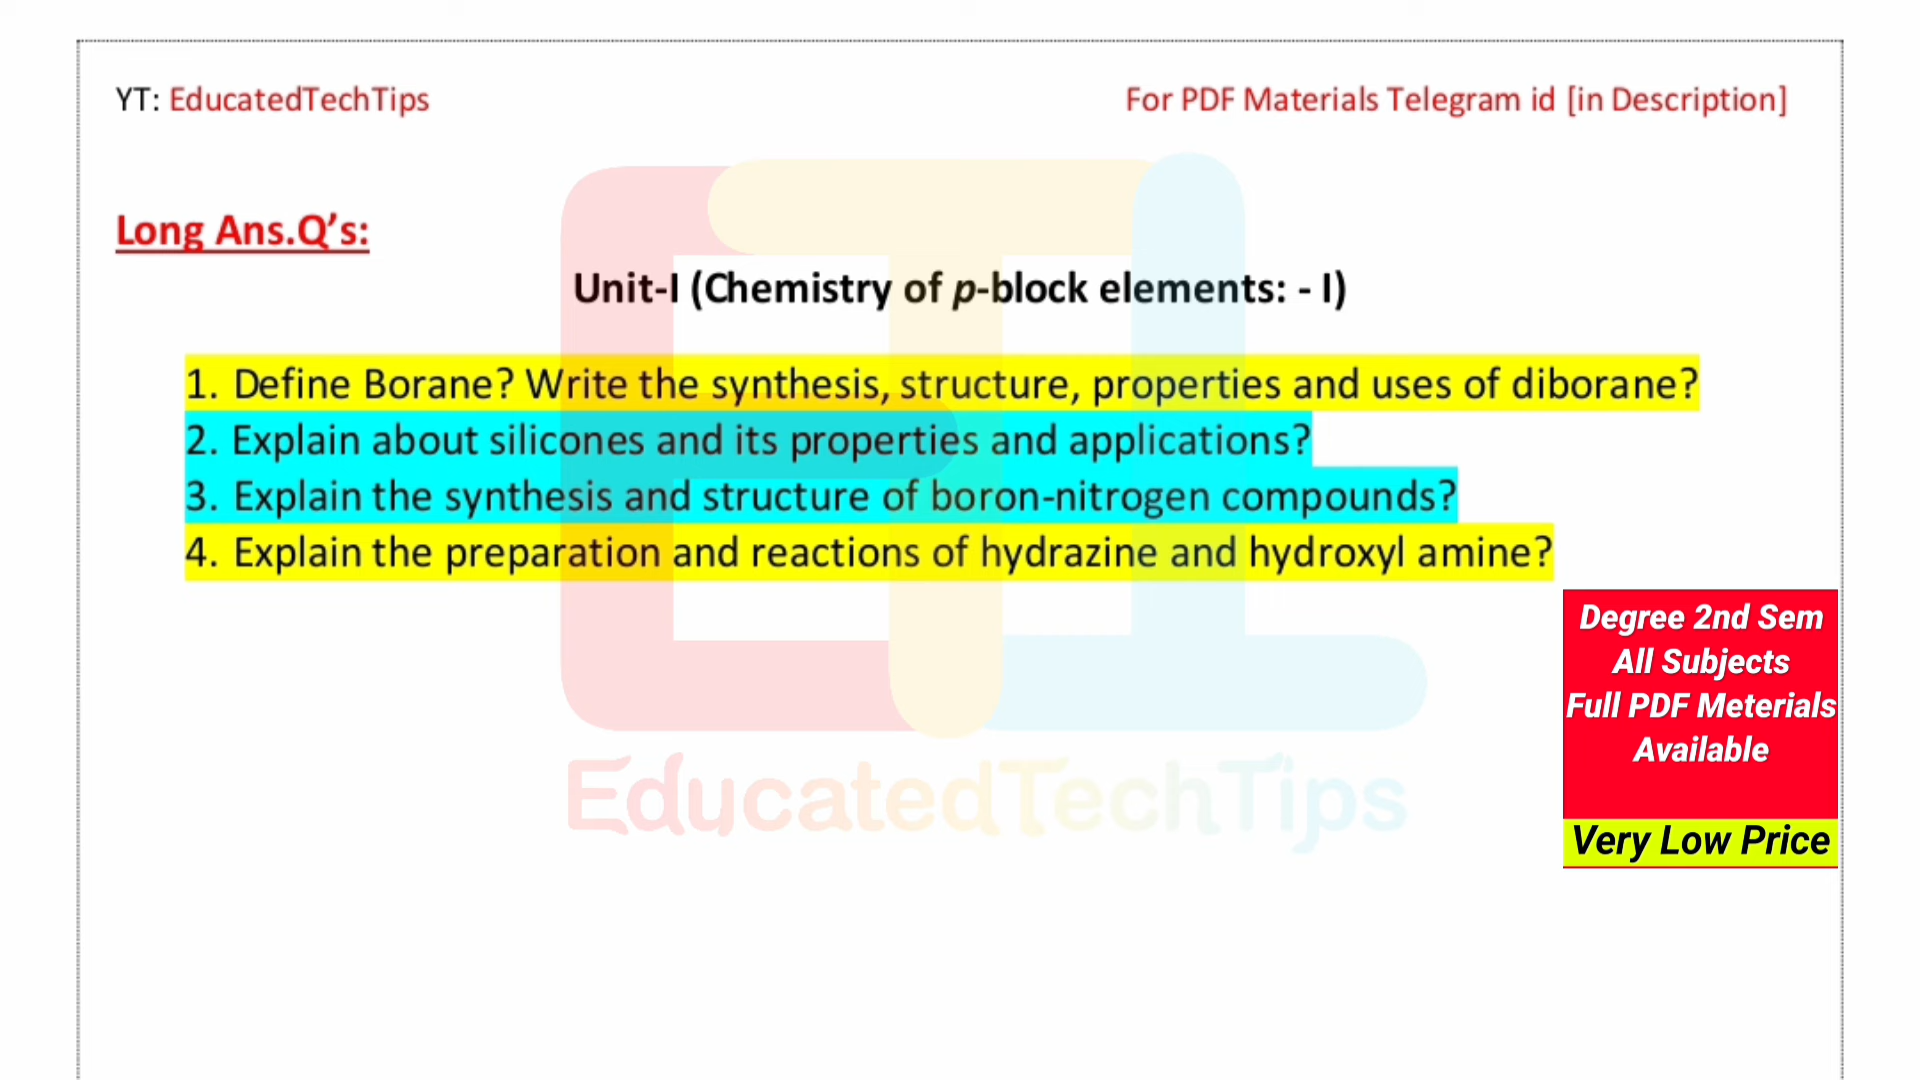 YT: EducatedTechTips
For PDF Materials Telegram id [in Description]
Long Ans.Q’s:
Unit-I (Chemistry of p-block elements: - I)
1. Define Borane? Write the synthesis, structure, properties and uses of diborane?
2. Explain about silicones and its properties and applications?
3. Explain the synthesis and structure of boron-nitrogen compounds?
4. Explain the preparation and reactions of hydrazine and hydroxyl amine?
Degree 2nd Sem
All Subjects
Full PDF Meterials
Available
Very Low Price
EducatedTechTips